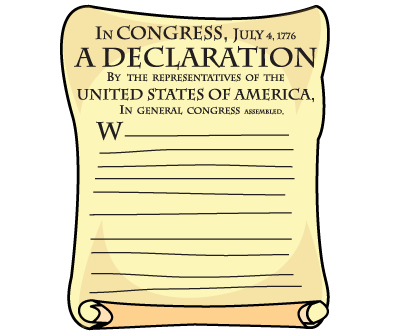 In CONGRESS, July 4, 1776
A DECLARATION
By the representatives of the
UNITED STATES OF AMERICA,
In general congress assembled,
W